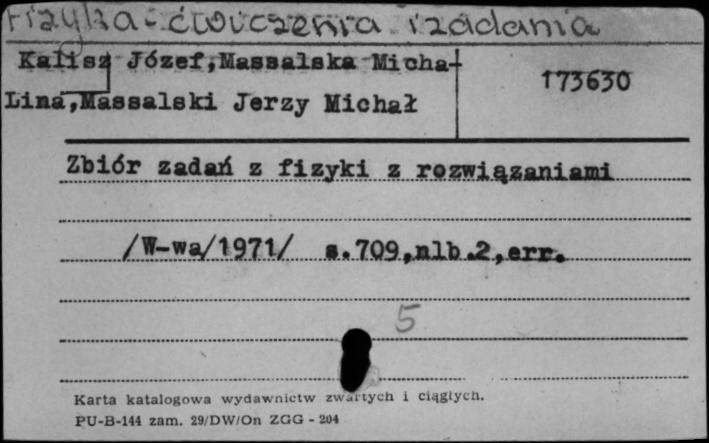 Fizyka - ćwiczenia i zadania
Kalisz Józef, Massalska Micha-
173630
Lina, Massalski Jerzy Michał
Zbiór zadań z fizyki z rozwiązaniami
/W-wa/1971/ s.709,nlb.2,err.
5
Karta katalogowa wydawnictw zwartych i ciągłych.
PU-B-144 zam. 29/DW/On ZGG - 204